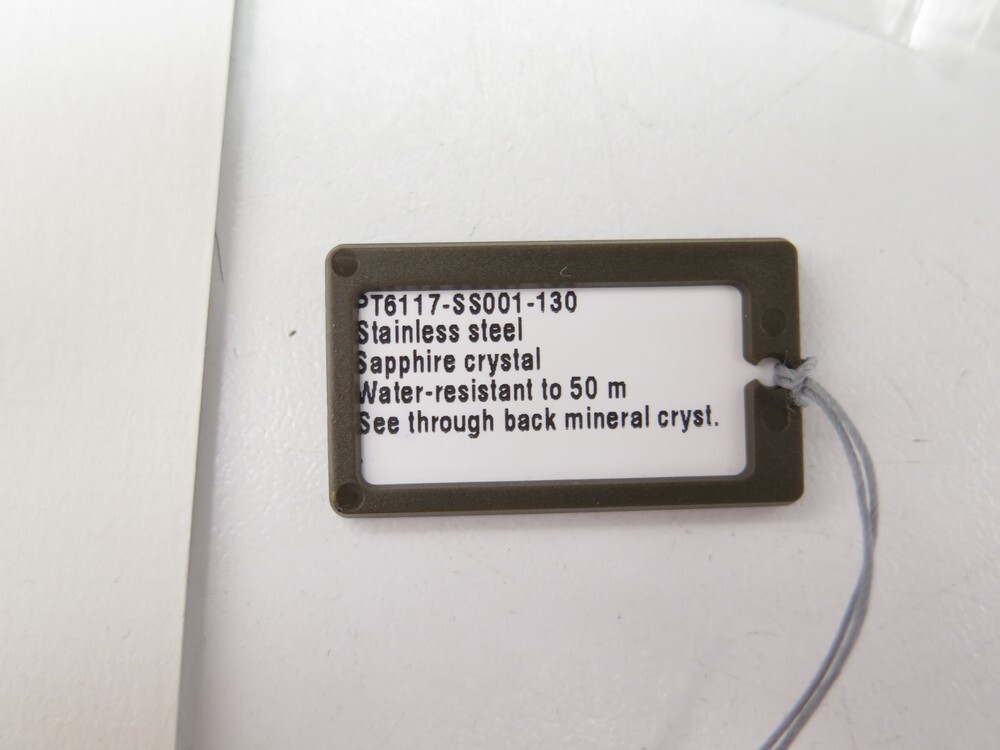 PT6117-SS001-130
Stainless steel
Sapphire crystal
Water-resistant to 50 m
See through back mineral cryst.